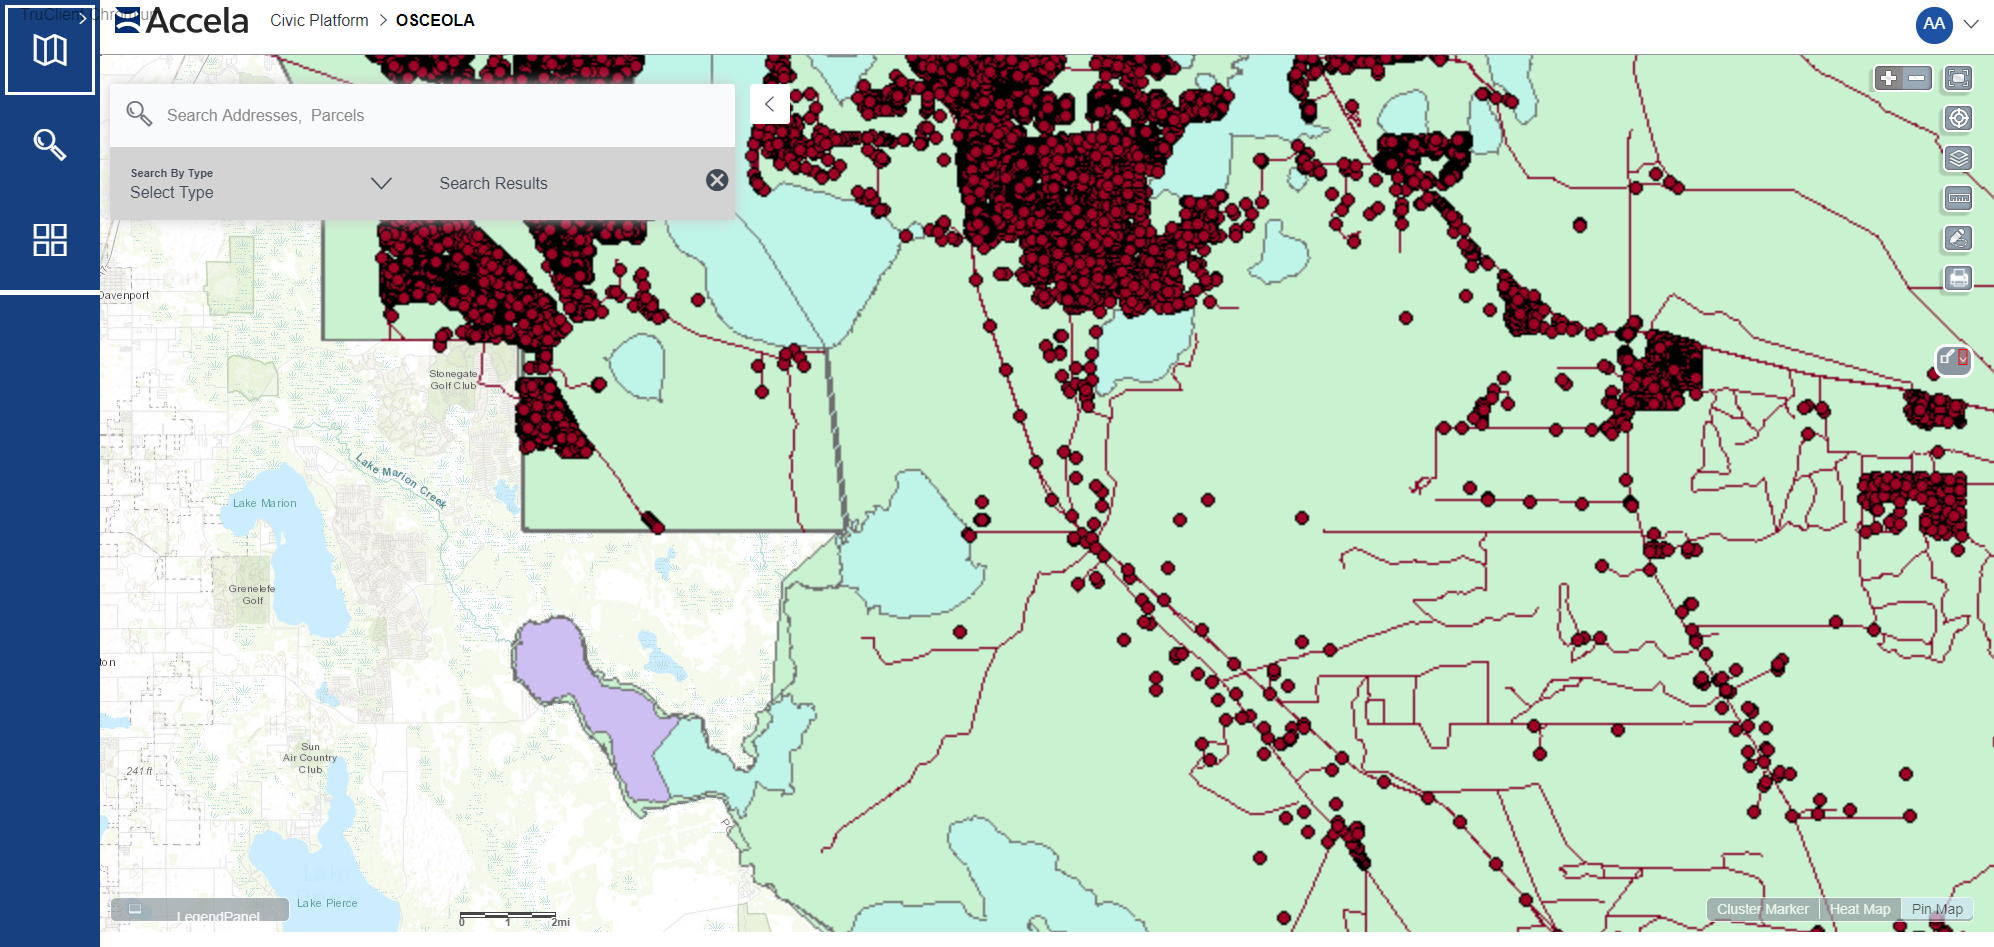 TruClient Chromium
Accela
Civic Platform > OSCEOLA
AA
Search Addresses, Parcels
Search By Type
Select Type
Search Results
Davenport
Stonegate
Golf Club
Lake Marion Creek
Lake Marion
Grenelefe
Golf
ton
Sun
Air Country
Club
241 ft
Lake Pierce
LegendPanel
0 1 2mi
Cluster Marker Heat Map Pin Map